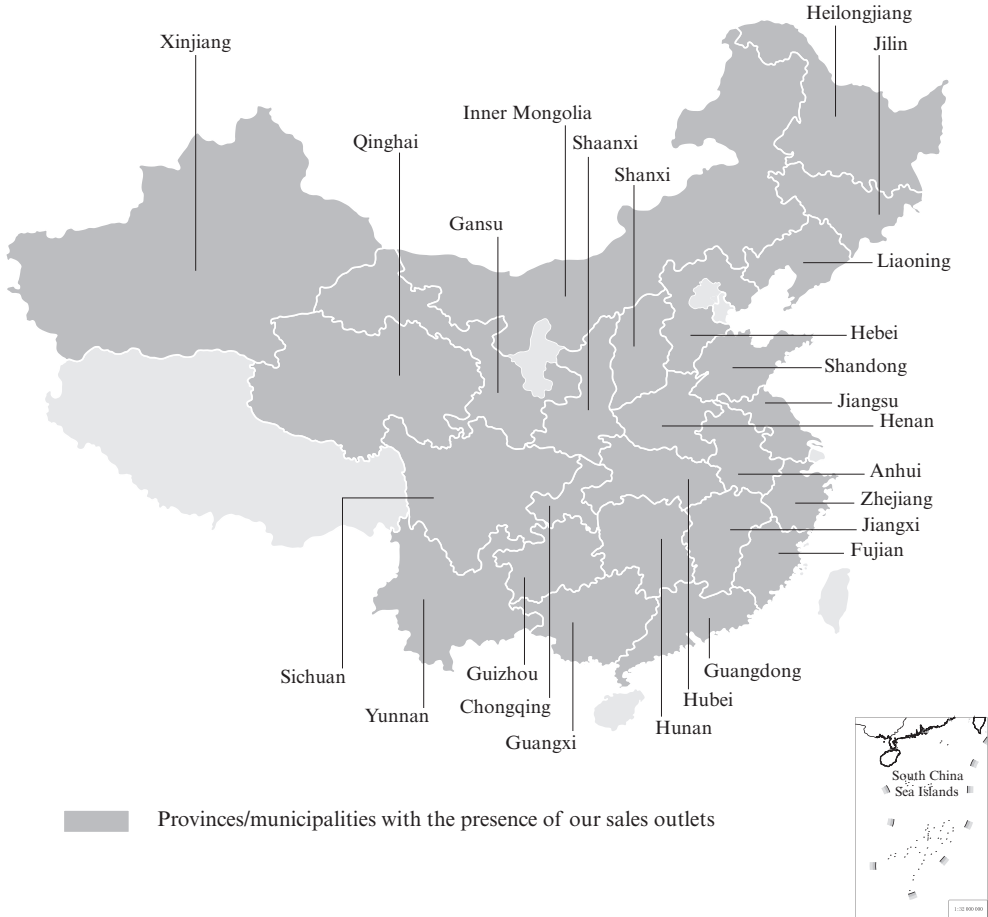 Heilongjiang
Xinjiang
Jilin
Inner Mongolia
Qinghai
Shaanxi
Shanxi
Gansu
Liaoning
Hebei
Shandong
Jiangsu
Henan
Anhui
Zhejiang
Jiangxi
Fujian
Sichuan
Guizhou
Guangdong
Hubei
Chongqing
Yunnan
Hunan
Guangxi
South China
Sea Islands
Provinces/municipalities with the presence of our sales outlets